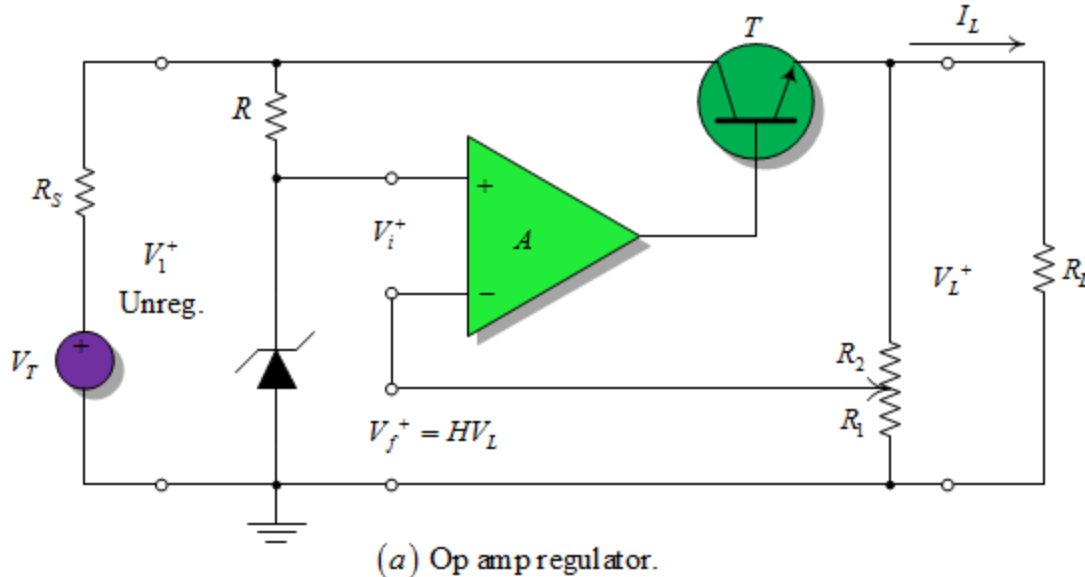 T
I_L
R
R_S
+
V_i^+
A
V_1^+
Unreg.
−
V_L^+
R_L
+
V_T
R_2
R_1
V_f^+ = HV_L
(a) Op amp regulator.